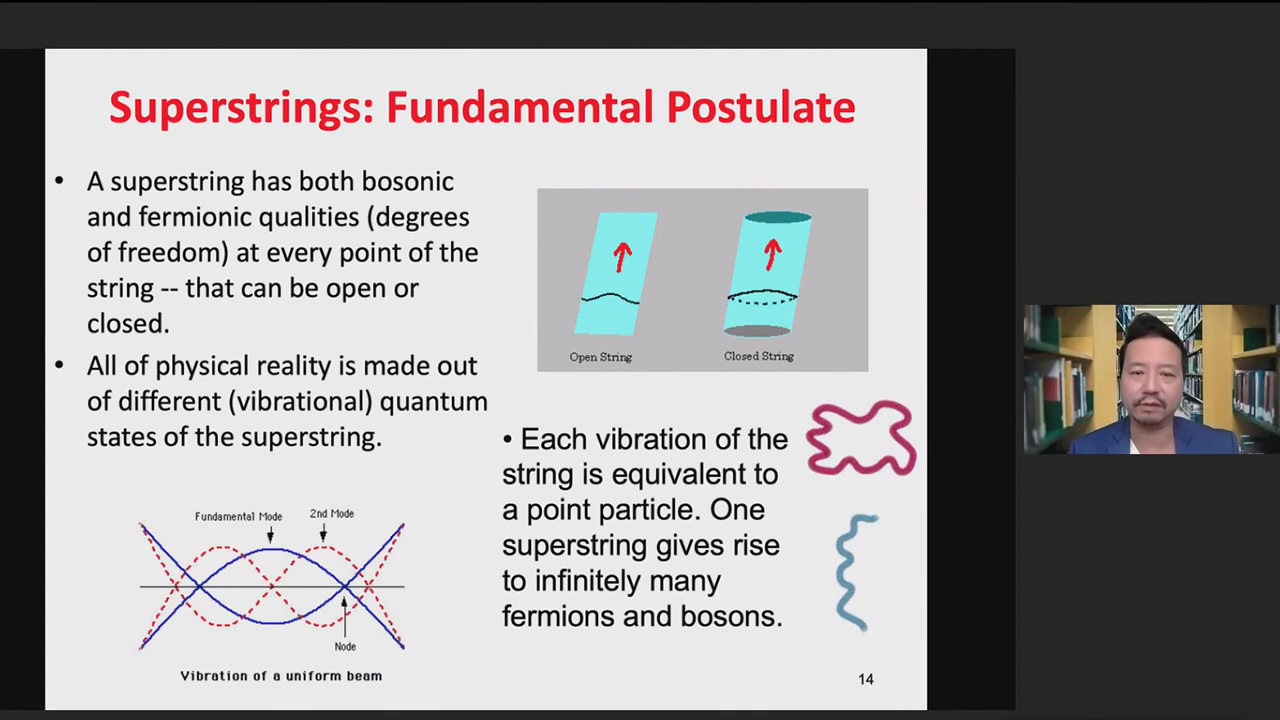 Superstrings: Fundamental Postulate
• A superstring has both bosonic
and fermionic qualities (degrees
of freedom) at every point of the
string -- that can be open or
closed.
• All of physical reality is made out
of different (vibrational) quantum
states of the superstring.
Open String
Closed String
• Each vibration of the
string is equivalent to
a point particle. One
superstring gives rise
to infinitely many
fermions and bosons.
Fundamental Mode
2nd Mode
Node
Vibration of a uniform beam
14